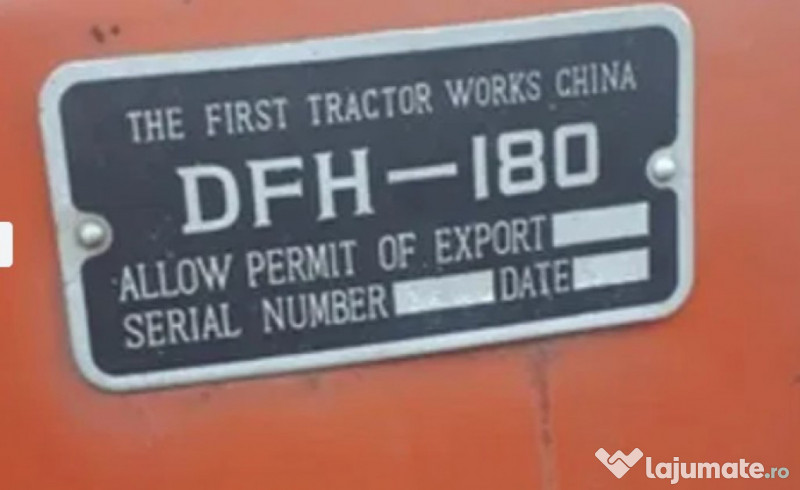 THE FIRST TRACTOR WORKS CHINA
DFH-180
ALLOW PERMIT OF EXPORT
SERIAL NUMBER DATE
lajumate.ro